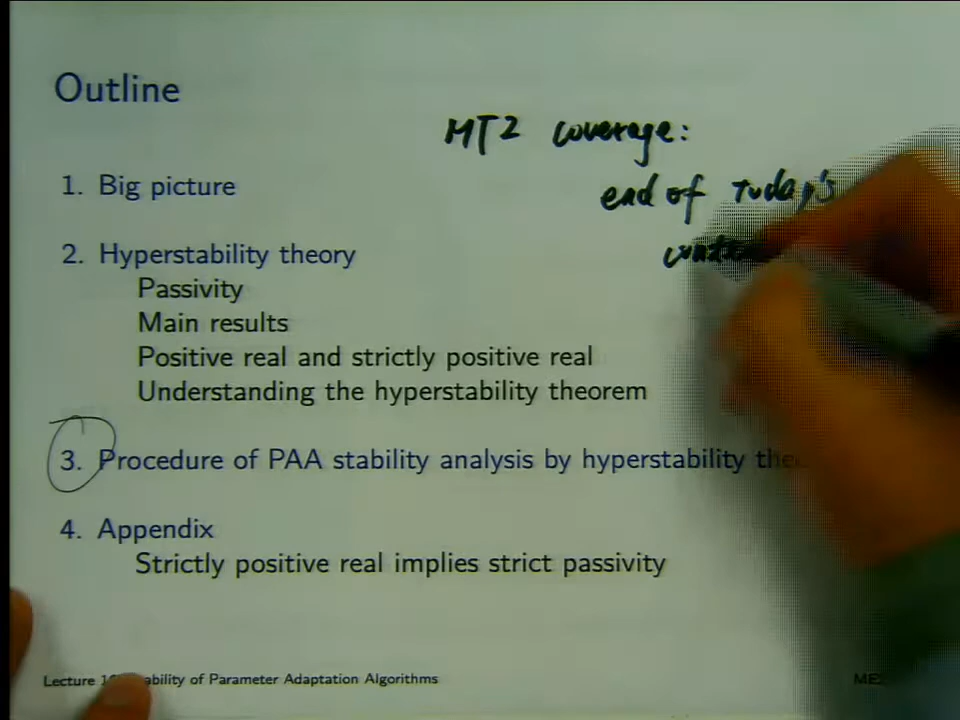 Outline
MT2 coverage:
1. Big picture
end of today's
2. Hyperstability theory
Passivity
Main results
Positive real and strictly positive real
Understanding the hyperstability theorem
3. Procedure of PAA stability analysis by hyperstability
4. Appendix
Strictly positive real implies strict passivity
Lecture of Parameter Adaptation Algorithms